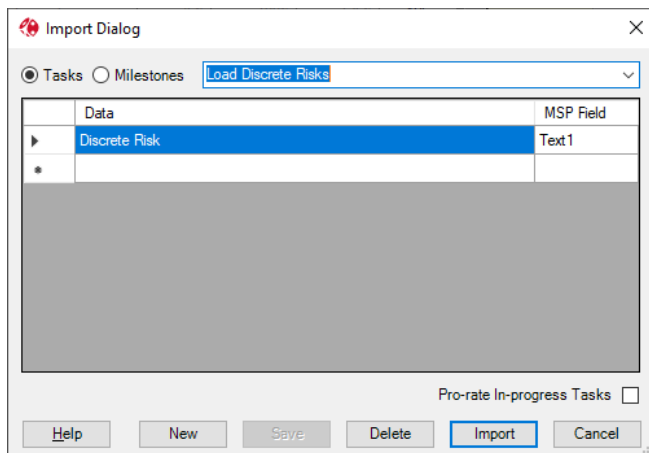 Import Dialog
Tasks Milestones Load Discrete Risks
Data MSP Field
Discrete Risk Text1
Pro-rate In-progress Tasks
Help New Save Delete Import Cancel